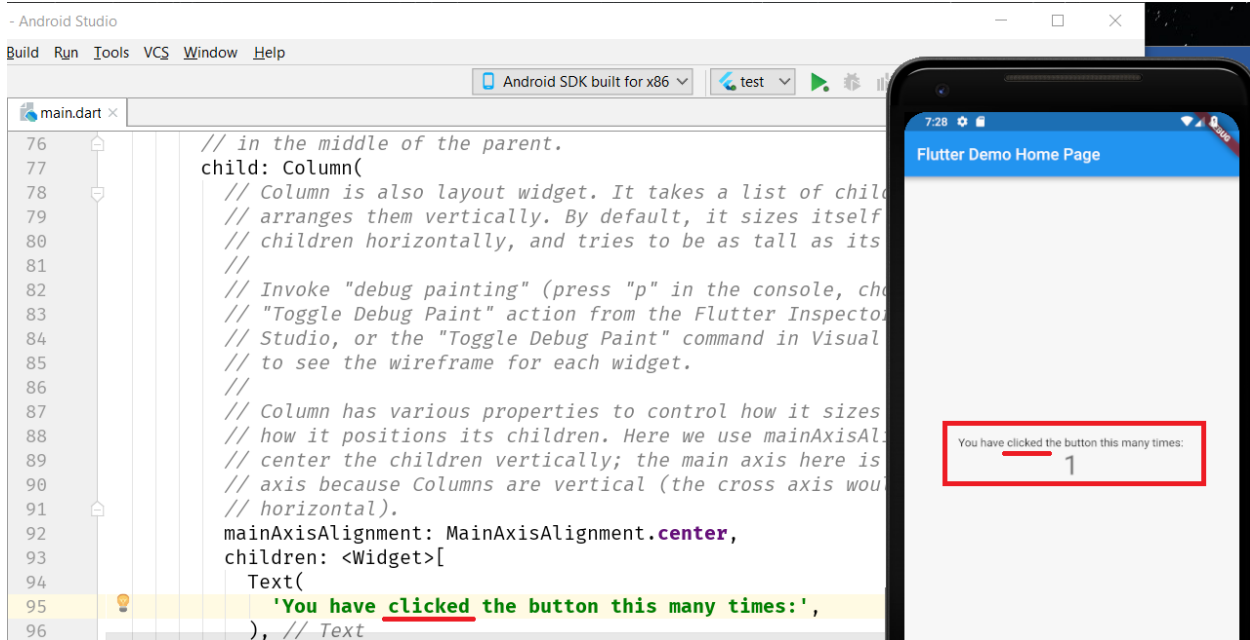 - Android Studio
Build Run Tools VCS Window Help
Android SDK built for x86
test
main.dart
76 // in the middle of the parent.
77 child: Column(
78 // Column is also layout widget. It takes a list of
79 // arranges them vertically. By default, it sizes itself
80 // children horizontally, and tries to be as tall as its
81 //
82 // Invoke "debug painting" (press "p" in the console,
83 // "Toggle Debug Paint" action from the Flutter
84 // Studio, or the "Toggle Debug Paint" command in Visual
85 // to see the wireframe for each widget.
86 //
87 // Column has various properties to control how it sizes
88 // how it positions its children. Here we use
89 // center the children vertically; the main axis here is
90 // axis because Columns are vertical (the cross axis
91 // horizontal).
92 mainAxisAlignment: MainAxisAlignment.center,
93 children: <Widget>[
94 Text(
95 'You have clicked the button this many times:',
96 ), // Text
7:28
Flutter Demo Home Page
You have clicked the button this many times:
1